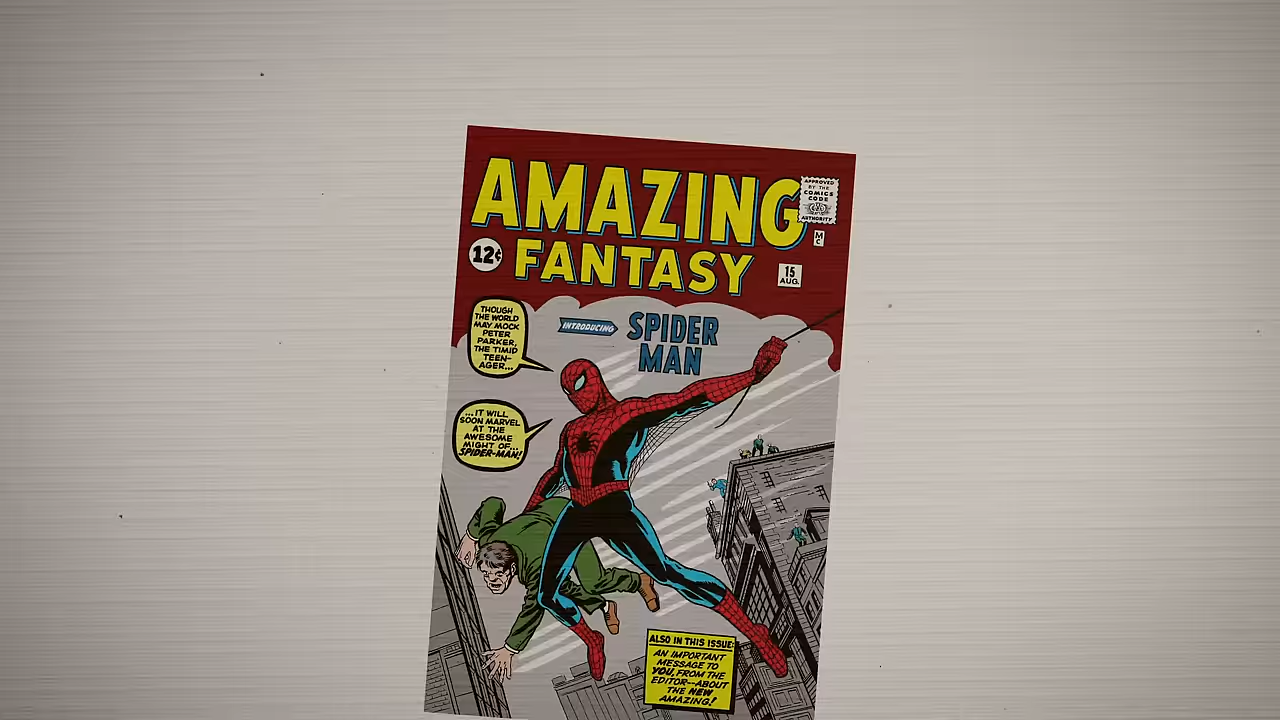 AMAZING
FANTASY
APPROVED
BY THE
COMICS
CODE
AUTHORITY
M
C
12¢
15
AUG.
INTRODUCING
SPIDER
MAN
THOUGH
THE WORLD
MAY MOCK
PETER
PARKER,
THE TIMID
TEEN-
AGER...
...IT WILL
SOON MARVEL
AT THE
AWESOME
MIGHT OF...
SPIDER-MAN!
ALSO IN THIS ISSUE:
AN IMPORTANT
MESSAGE TO
YOU, FROM THE
EDITOR--ABOUT
THE NEW
AMAZING!